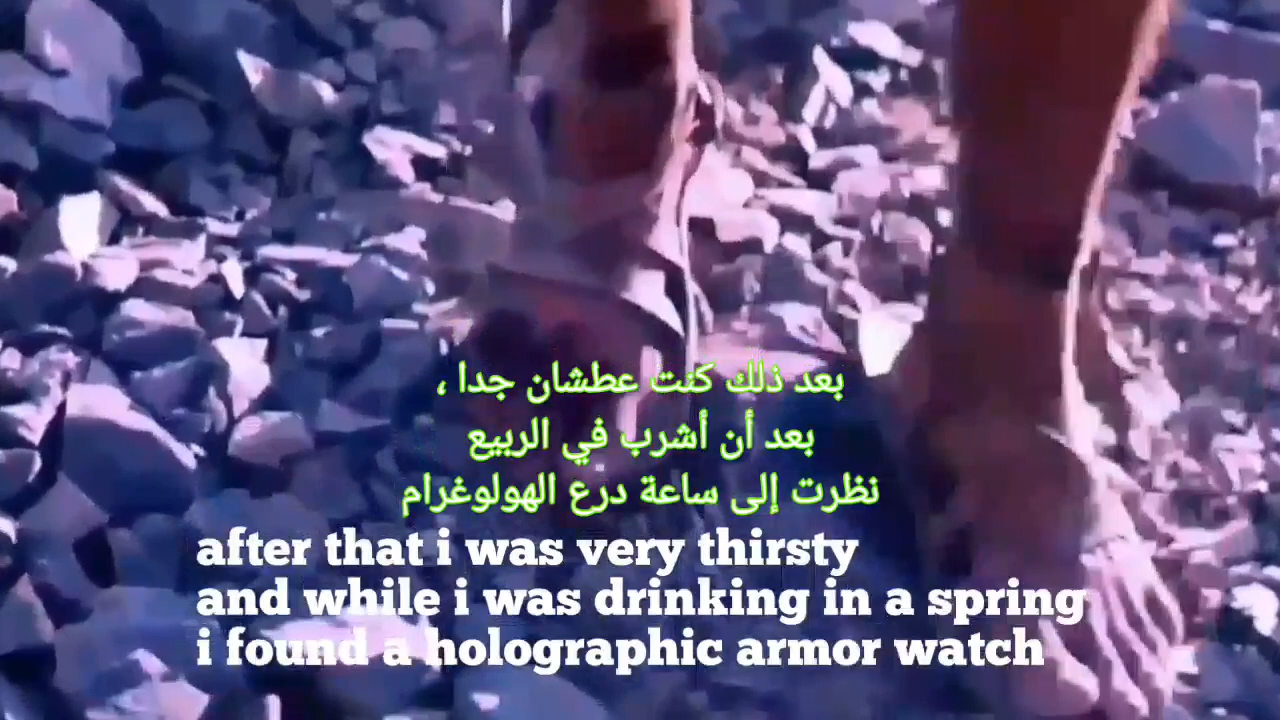 بعد ذلك كنت عطشان جدا ،
بعد أن أشرب في الربيع
نظرت إلى ساعة درع الهولوغرام
after that i was very thirsty
and while i was drinking in a spring
i found a holographic armor watch